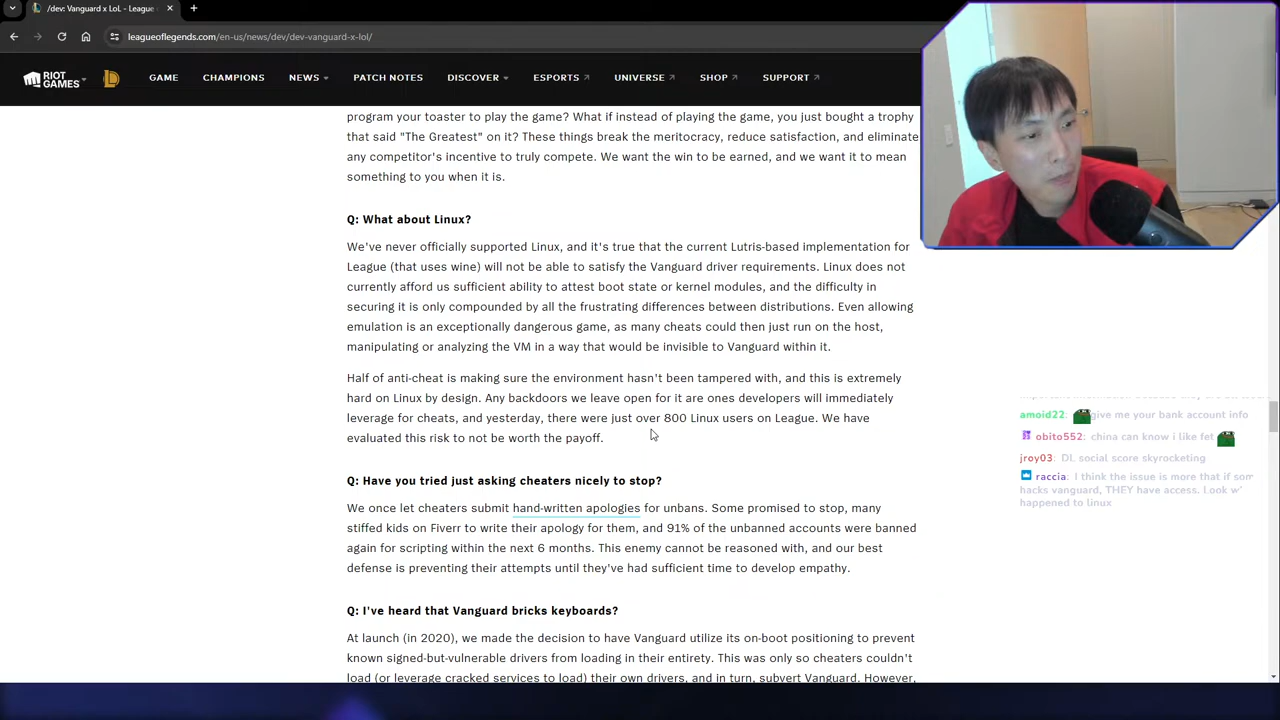 /dev: Vanguard x LoL - League
leagueoflegends.com/en-us/news/dev/dev-vanguard-x-lol/
RIOT GAMES GAME CHAMPIONS NEWS PATCH NOTES DISCOVER ESPORTS UNIVERSE SHOP SUPPORT
program your toaster to play the game? What if instead of playing the game, you just bought a trophy
that said "The Greatest" on it? These things break the meritocracy, reduce satisfaction, and eliminate
any competitor's incentive to truly compete. We want the win to be earned, and we want it to mean
something to you when it is.
Q: What about Linux?
We've never officially supported Linux, and it's true that the current Lutris-based implementation for
League (that uses wine) will not be able to satisfy the Vanguard driver requirements. Linux does not
currently afford us sufficient ability to attest boot state or kernel modules, and the difficulty in
securing it is only compounded by all the frustrating differences between distributions. Even allowing
emulation is an exceptionally dangerous game, as many cheats could then just run on the host,
manipulating or analyzing the VM in a way that would be invisible to Vanguard within it.
Half of anti-cheat is making sure the environment hasn't been tampered with, and this is extremely
hard on Linux by design. Any backdoors we leave open for it are ones developers will immediately
leverage for cheats, and yesterday, there were just over 800 Linux users on League. We have
evaluated this risk to not be worth the payoff.
Q: Have you tried just asking cheaters nicely to stop?
We once let cheaters submit hand-written apologies for unbans. Some promised to stop, many
stiffed kids on Fiverr to write their apology for them, and 91% of the unbanned accounts were banned
again for scripting within the next 6 months. This enemy cannot be reasoned with, and our best
defense is preventing their attempts until they've had sufficient time to develop empathy.
Q: I've heard that Vanguard bricks keyboards?
At launch (in 2020), we made the decision to have Vanguard utilize its on-boot positioning to prevent
known signed-but-vulnerable drivers from loading in their entirety. This was only so cheaters couldn't
load (or leverage cracked services to load) their own drivers, and in turn, subvert Vanguard. However,
amoid22: give me your bank account info
obito552: china can know i like fet
jroy03: DL social score skyrocketing
raccia: I think the issue is more that if som
hacks vanguard, THEY have access. Look w
happened to linux